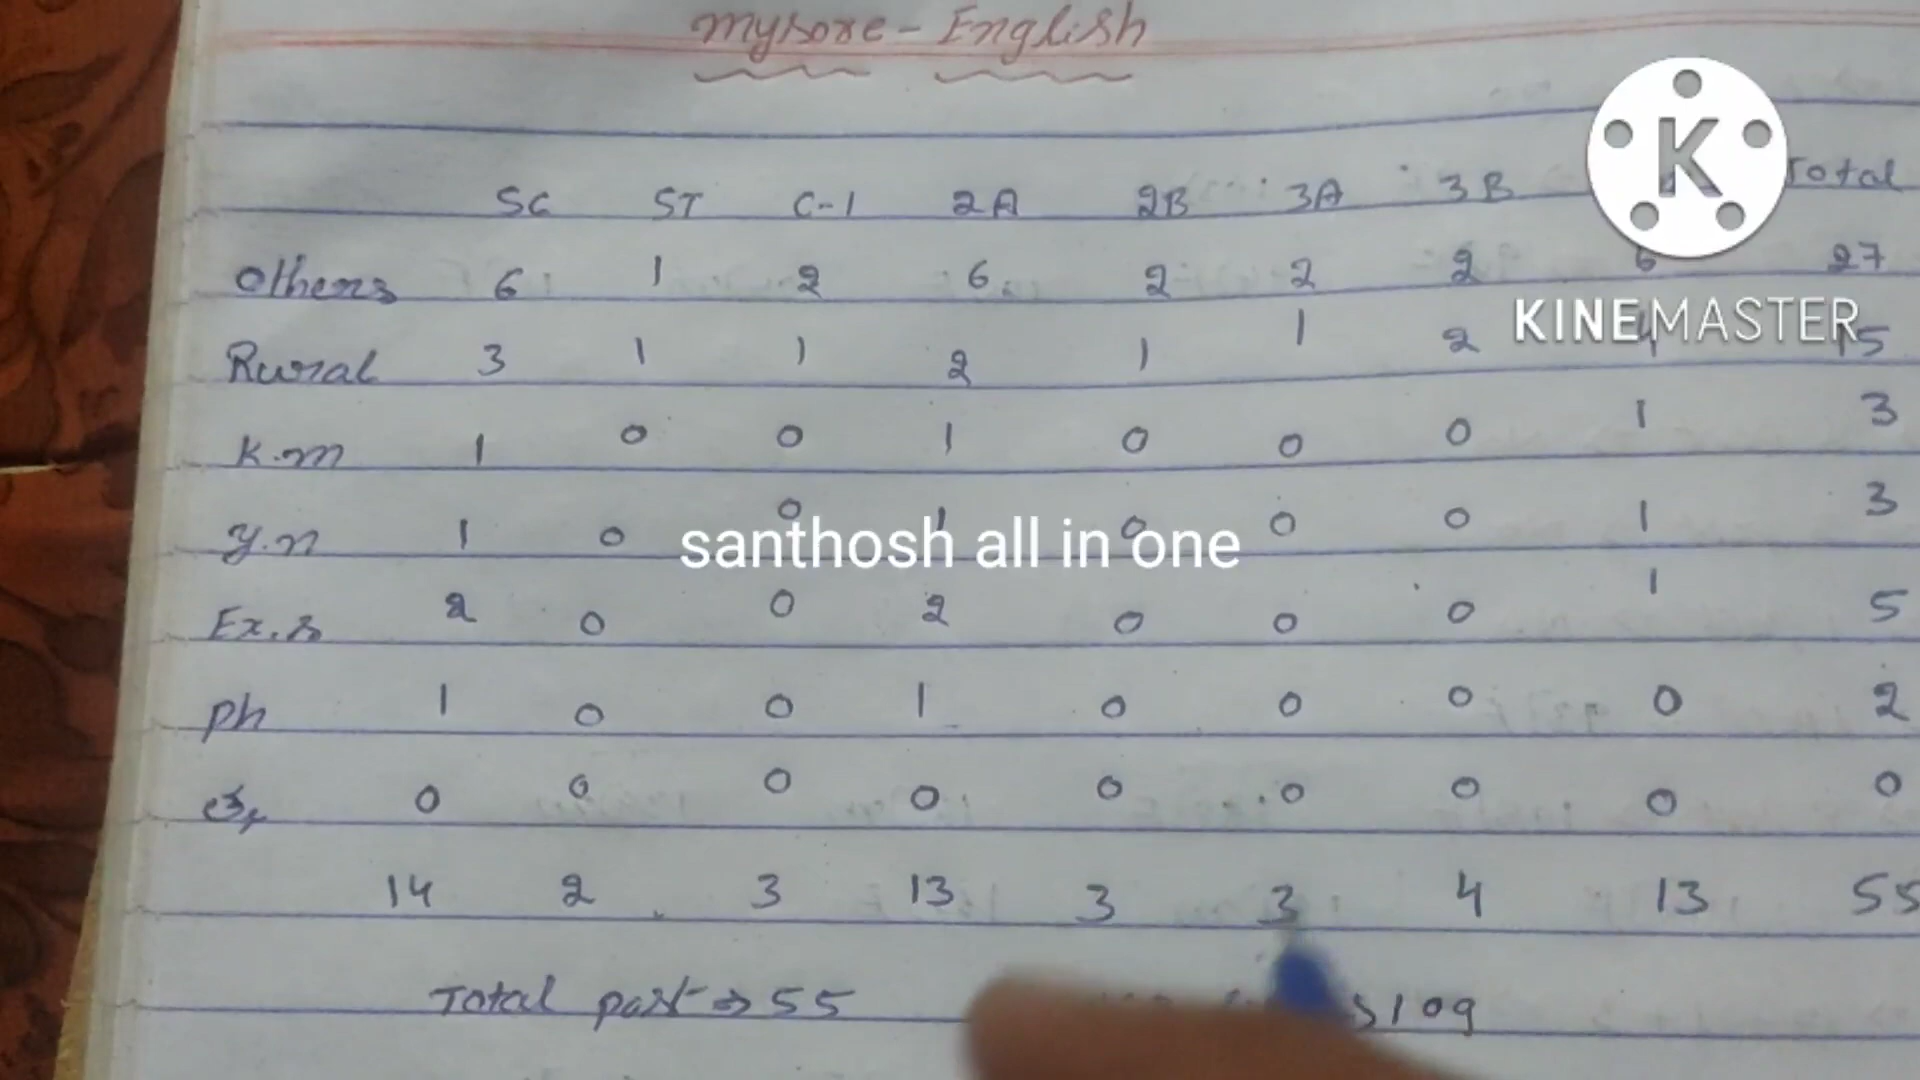 Mysore - English
SC ST C-1 2A 2B 3A 3B Total
Others 6 1 2 6 2 2 2 6 27
Rural 3 1 1 2 1 1 2 4 15
K.M 1 0 0 1 0 0 0 1 3
Y.n 1 0 0 1 0 0 0 1 3
Ex.s 2 0 0 2 0 0 0 1 5
Ph 1 0 0 1 0 0 0 0 2
0 0 0 0 0 0 0 0 0
14 2 3 13 3 3 4 13 55
Total post ⇒ 55 109
K
KINEMASTER
santhosh all in one